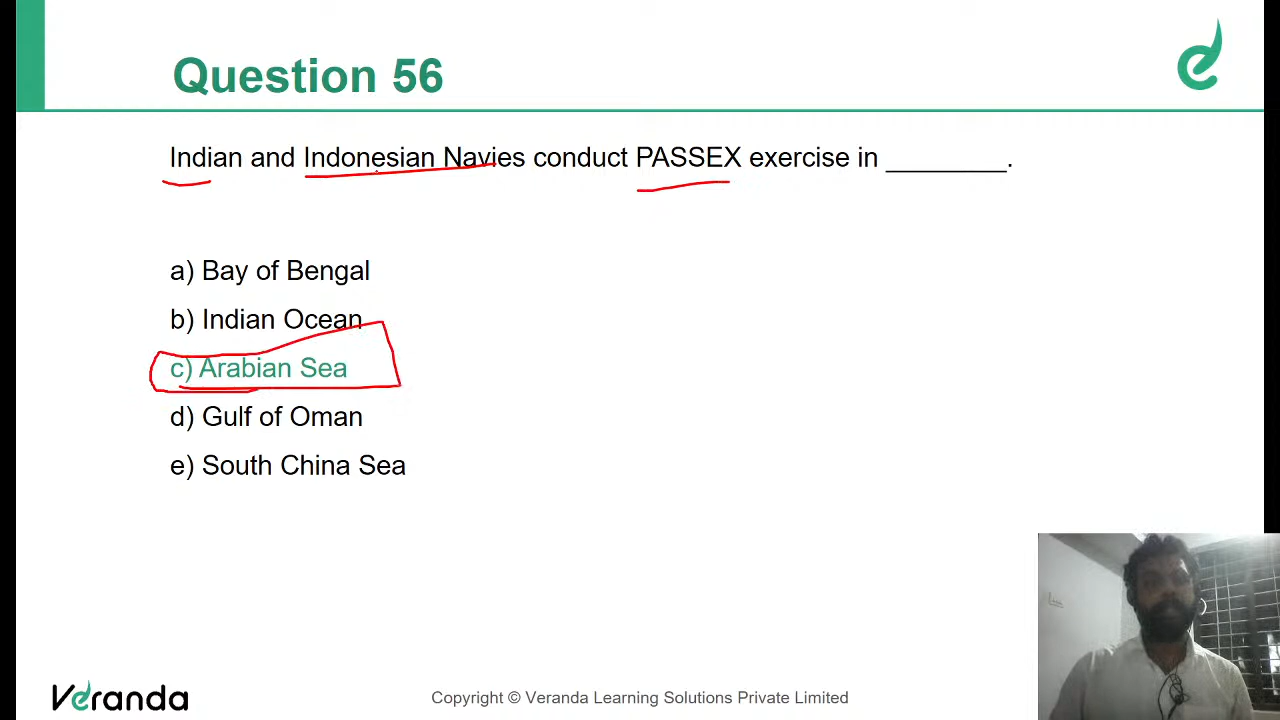 Question 56
Indian and Indonesian Navies conduct PASSEX exercise in ________.
a) Bay of Bengal
b) Indian Ocean
c) Arabian Sea
d) Gulf of Oman
e) South China Sea
Veranda
Copyright © Veranda Learning Solutions Private Limited